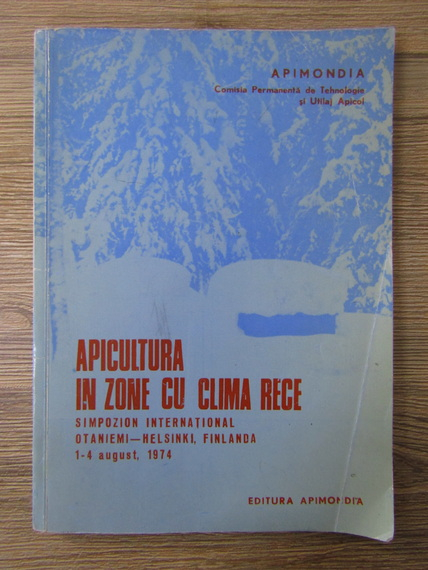 APIMONDIA
Comisia Permanentă de Tehnologie
și Utilaj Apicol
APICULTURA
IN ZONE CU CLIMA RECE
SIMPOZION INTERNAȚIONAL
OTANIEMI—HELSINKI, FINLANDA
1-4 august, 1974
EDITURA APIMONDIA